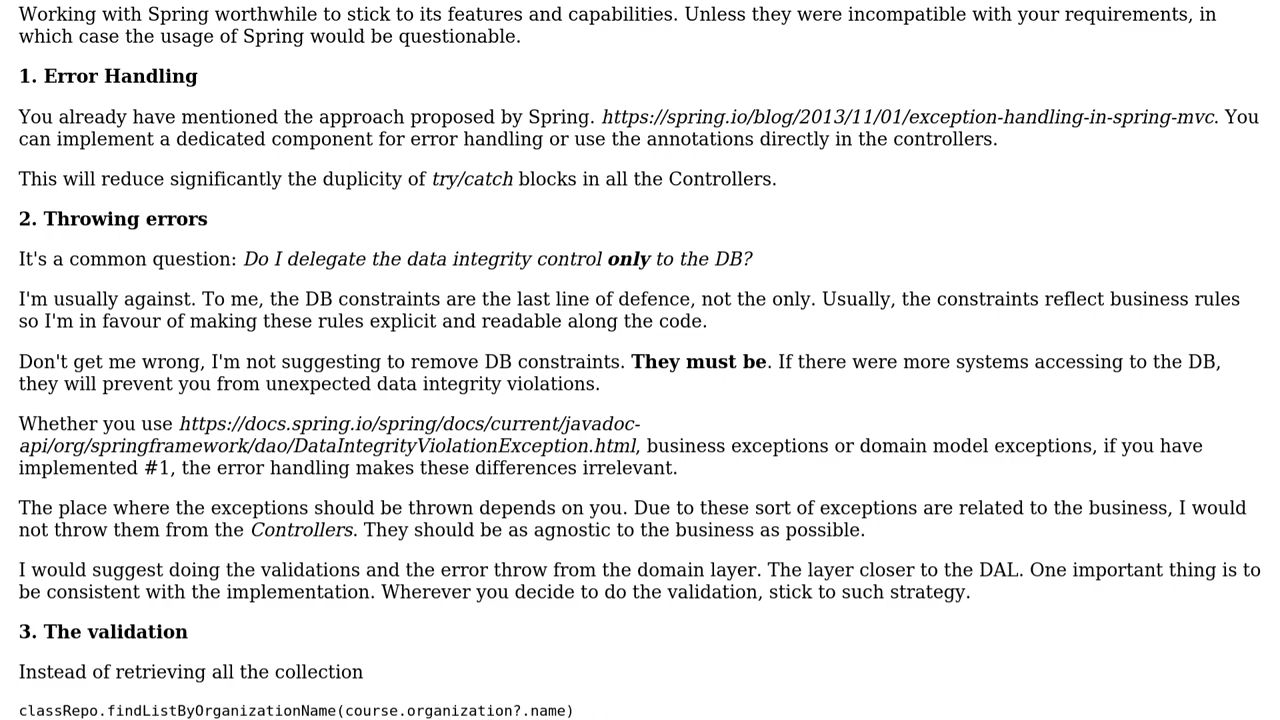 Working with Spring worthwhile to stick to its features and capabilities. Unless they were incompatible with your requirements, in
which case the usage of Spring would be questionable.
1. Error Handling
You already have mentioned the approach proposed by Spring. https://spring.io/blog/2013/11/01/exception-handling-in-spring-mvc. You
can implement a dedicated component for error handling or use the annotations directly in the controllers.
This will reduce significantly the duplicity of try/catch blocks in all the Controllers.
2. Throwing errors
It's a common question: Do I delegate the data integrity control only to the DB?
I'm usually against. To me, the DB constraints are the last line of defence, not the only. Usually, the constraints reflect business rules
so I'm in favour of making these rules explicit and readable along the code.
Don't get me wrong, I'm not suggesting to remove DB constraints. They must be. If there were more systems accessing to the DB,
they will prevent you from unexpected data integrity violations.
Whether you use https://docs.spring.io/spring/docs/current/javadoc-
api/org/springframework/dao/DataIntegrityViolationException.html, business exceptions or domain model exceptions, if you have
implemented #1, the error handling makes these differences irrelevant.
The place where the exceptions should be thrown depends on you. Due to these sort of exceptions are related to the business, I would
not throw them from the Controllers. They should be as agnostic to the business as possible.
I would suggest doing the validations and the error throw from the domain layer. The layer closer to the DAL. One important thing is to
be consistent with the implementation. Wherever you decide to do the validation, stick to such strategy.
3. The validation
Instead of retrieving all the collection
classRepo.findListByOrganizationName(course.organization?.name)